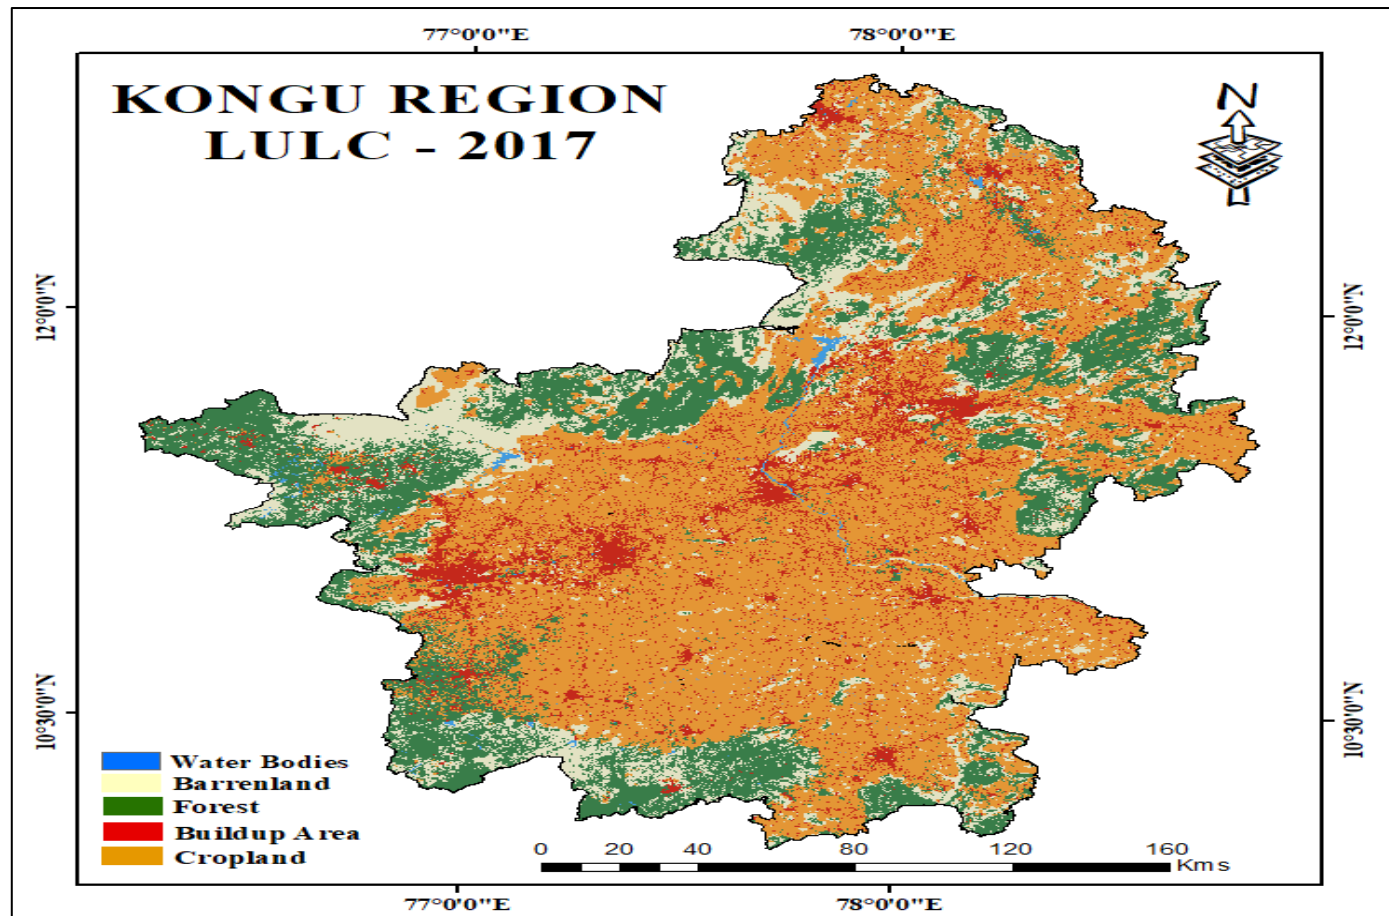 77°0'0"E 78°0'0"E
KONGU REGION
LULC - 2017
N
12°0'0"N 12°0'0"N
10°30'0"N 10°30'0"N
Water Bodies
Barrenland
Forest
Buildup Area
Cropland
0 20 40 80 120 160
Kms
77°0'0"E 78°0'0"E